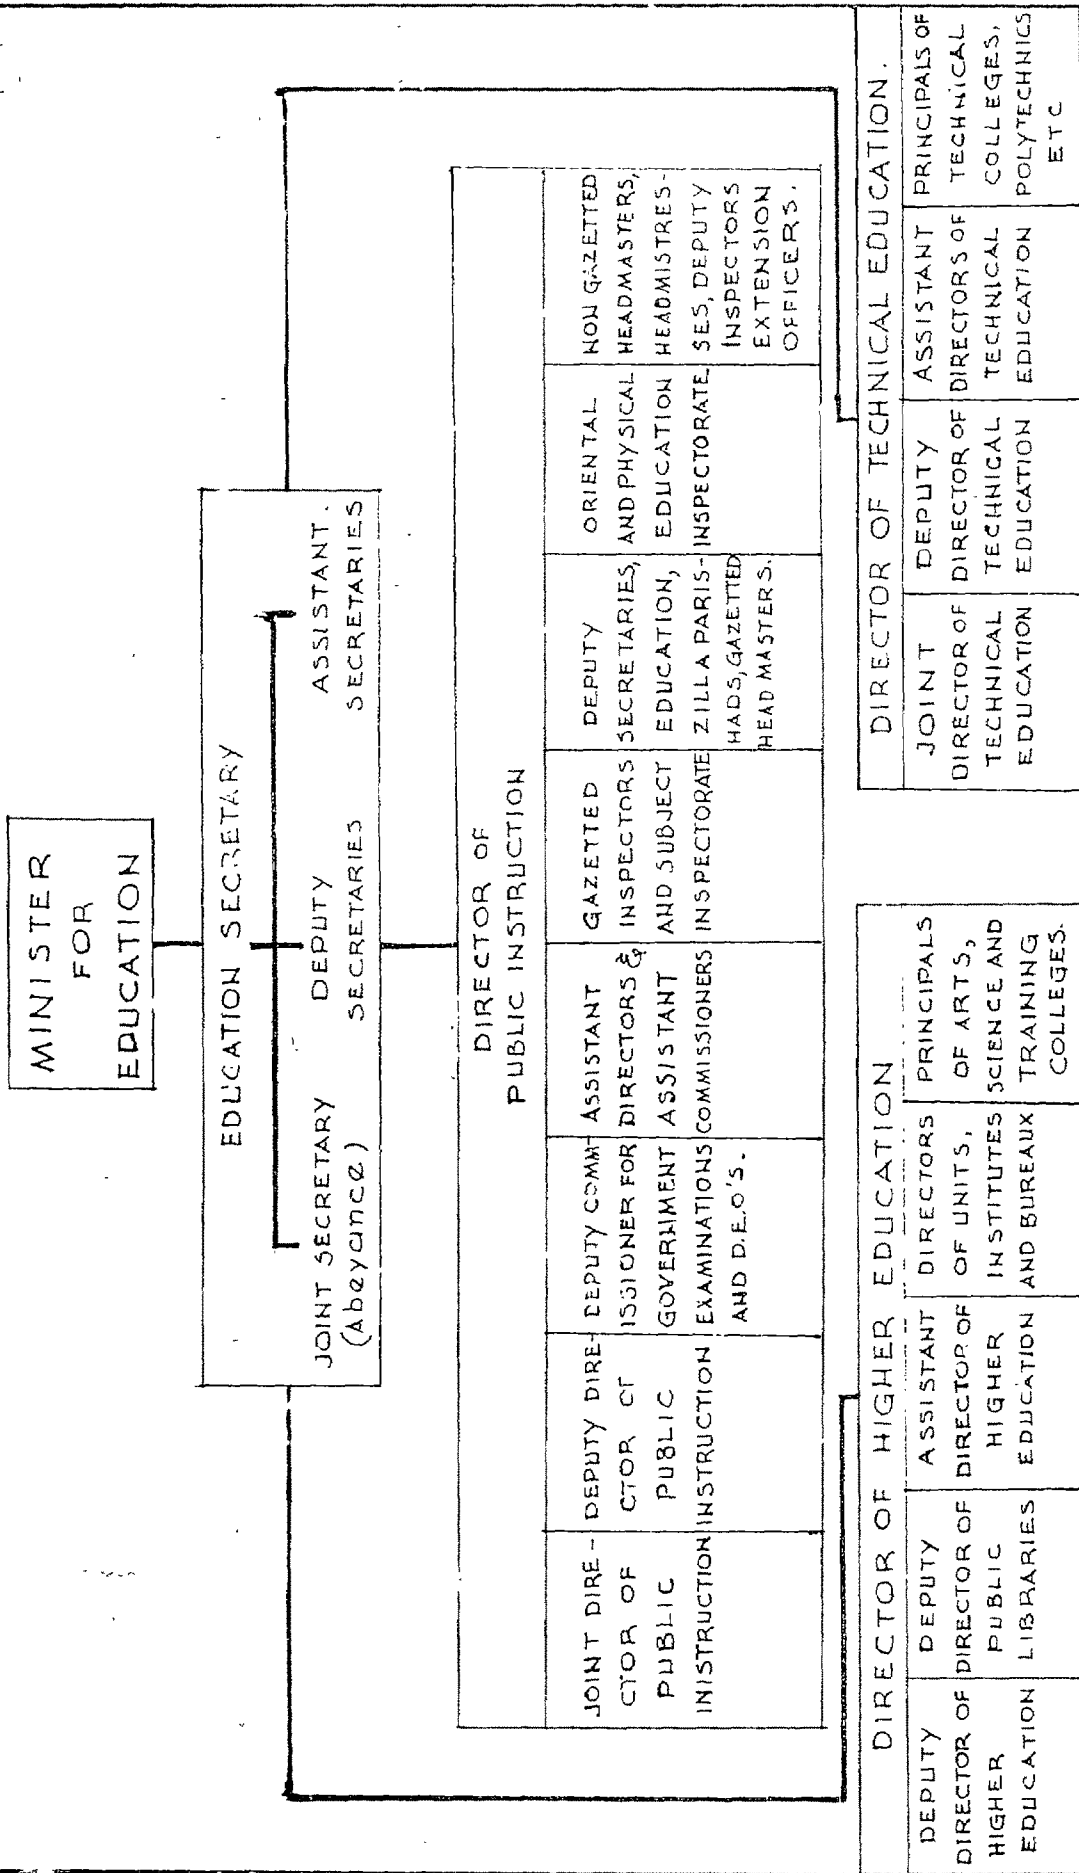 MINISTER
FOR
EDUCATION
EDUCATION SECRETARY
JOINT SECRETARY
(Abeyance)
DEPUTY
SECRETARIES
ASSISTANT.
SECRETARIES
DIRECTOR OF
PUBLIC INSTRUCTION
JOINT DIRE-
CTOR OF
PUBLIC
INISTRUCTION
DEPUTY DIRE-
CTOR OF
PUBLIC
INSTRUCTION
DEPUTY COMM-
ISSIONER FOR
GOVERNMENT
EXAMINATIONS
AND D.E.O'S.
ASSISTANT
DIRECTORS &
ASSISTANT
COMMISSIONERS
GAZETTED
INSPECTORS
AND SUBJECT
INSPECTORATE
DEPUTY
SECRETARIES,
EDUCATION,
ZILLA PARIS-
HADS, GAZETTED
HEAD MASTERS.
ORIENTAL
AND PHYSICAL
EDUCATION
INSPECTORATE.
NON GAZETTED
HEADMASTERS,
HEADMISTRES-
SES, DEPUTY
INSPECTORS
EXTENSION
OFFICERS.
DIRECTOR OF HIGHER EDUCATION
DEPUTY
DIRECTOR OF
HIGHER
EDUCATION
DEPUTY
DIRECTOR OF
PUBLIC
LIBRARIES
ASSISTANT
DIRECTOR OF
HIGHER
EDUCATION
DIRECTORS
OF UNITS,
INSTITUTES
AND BUREAUX
PRINCIPALS
OF ARTS,
SCIENCE AND
TRAINING
COLLEGES.
DIRECTOR OF TECHNICAL EDUCATION.
JOINT
DIRECTOR OF
TECHNICAL
EDUCATION
DEPUTY
DIRECTOR OF
TECHNICAL
EDUCATION
ASSISTANT
DIRECTORS OF
TECHNICAL
EDUCATION
PRINCIPALS OF
TECHNICAL
COLLEGES,
POLYTECHNICS
ETC